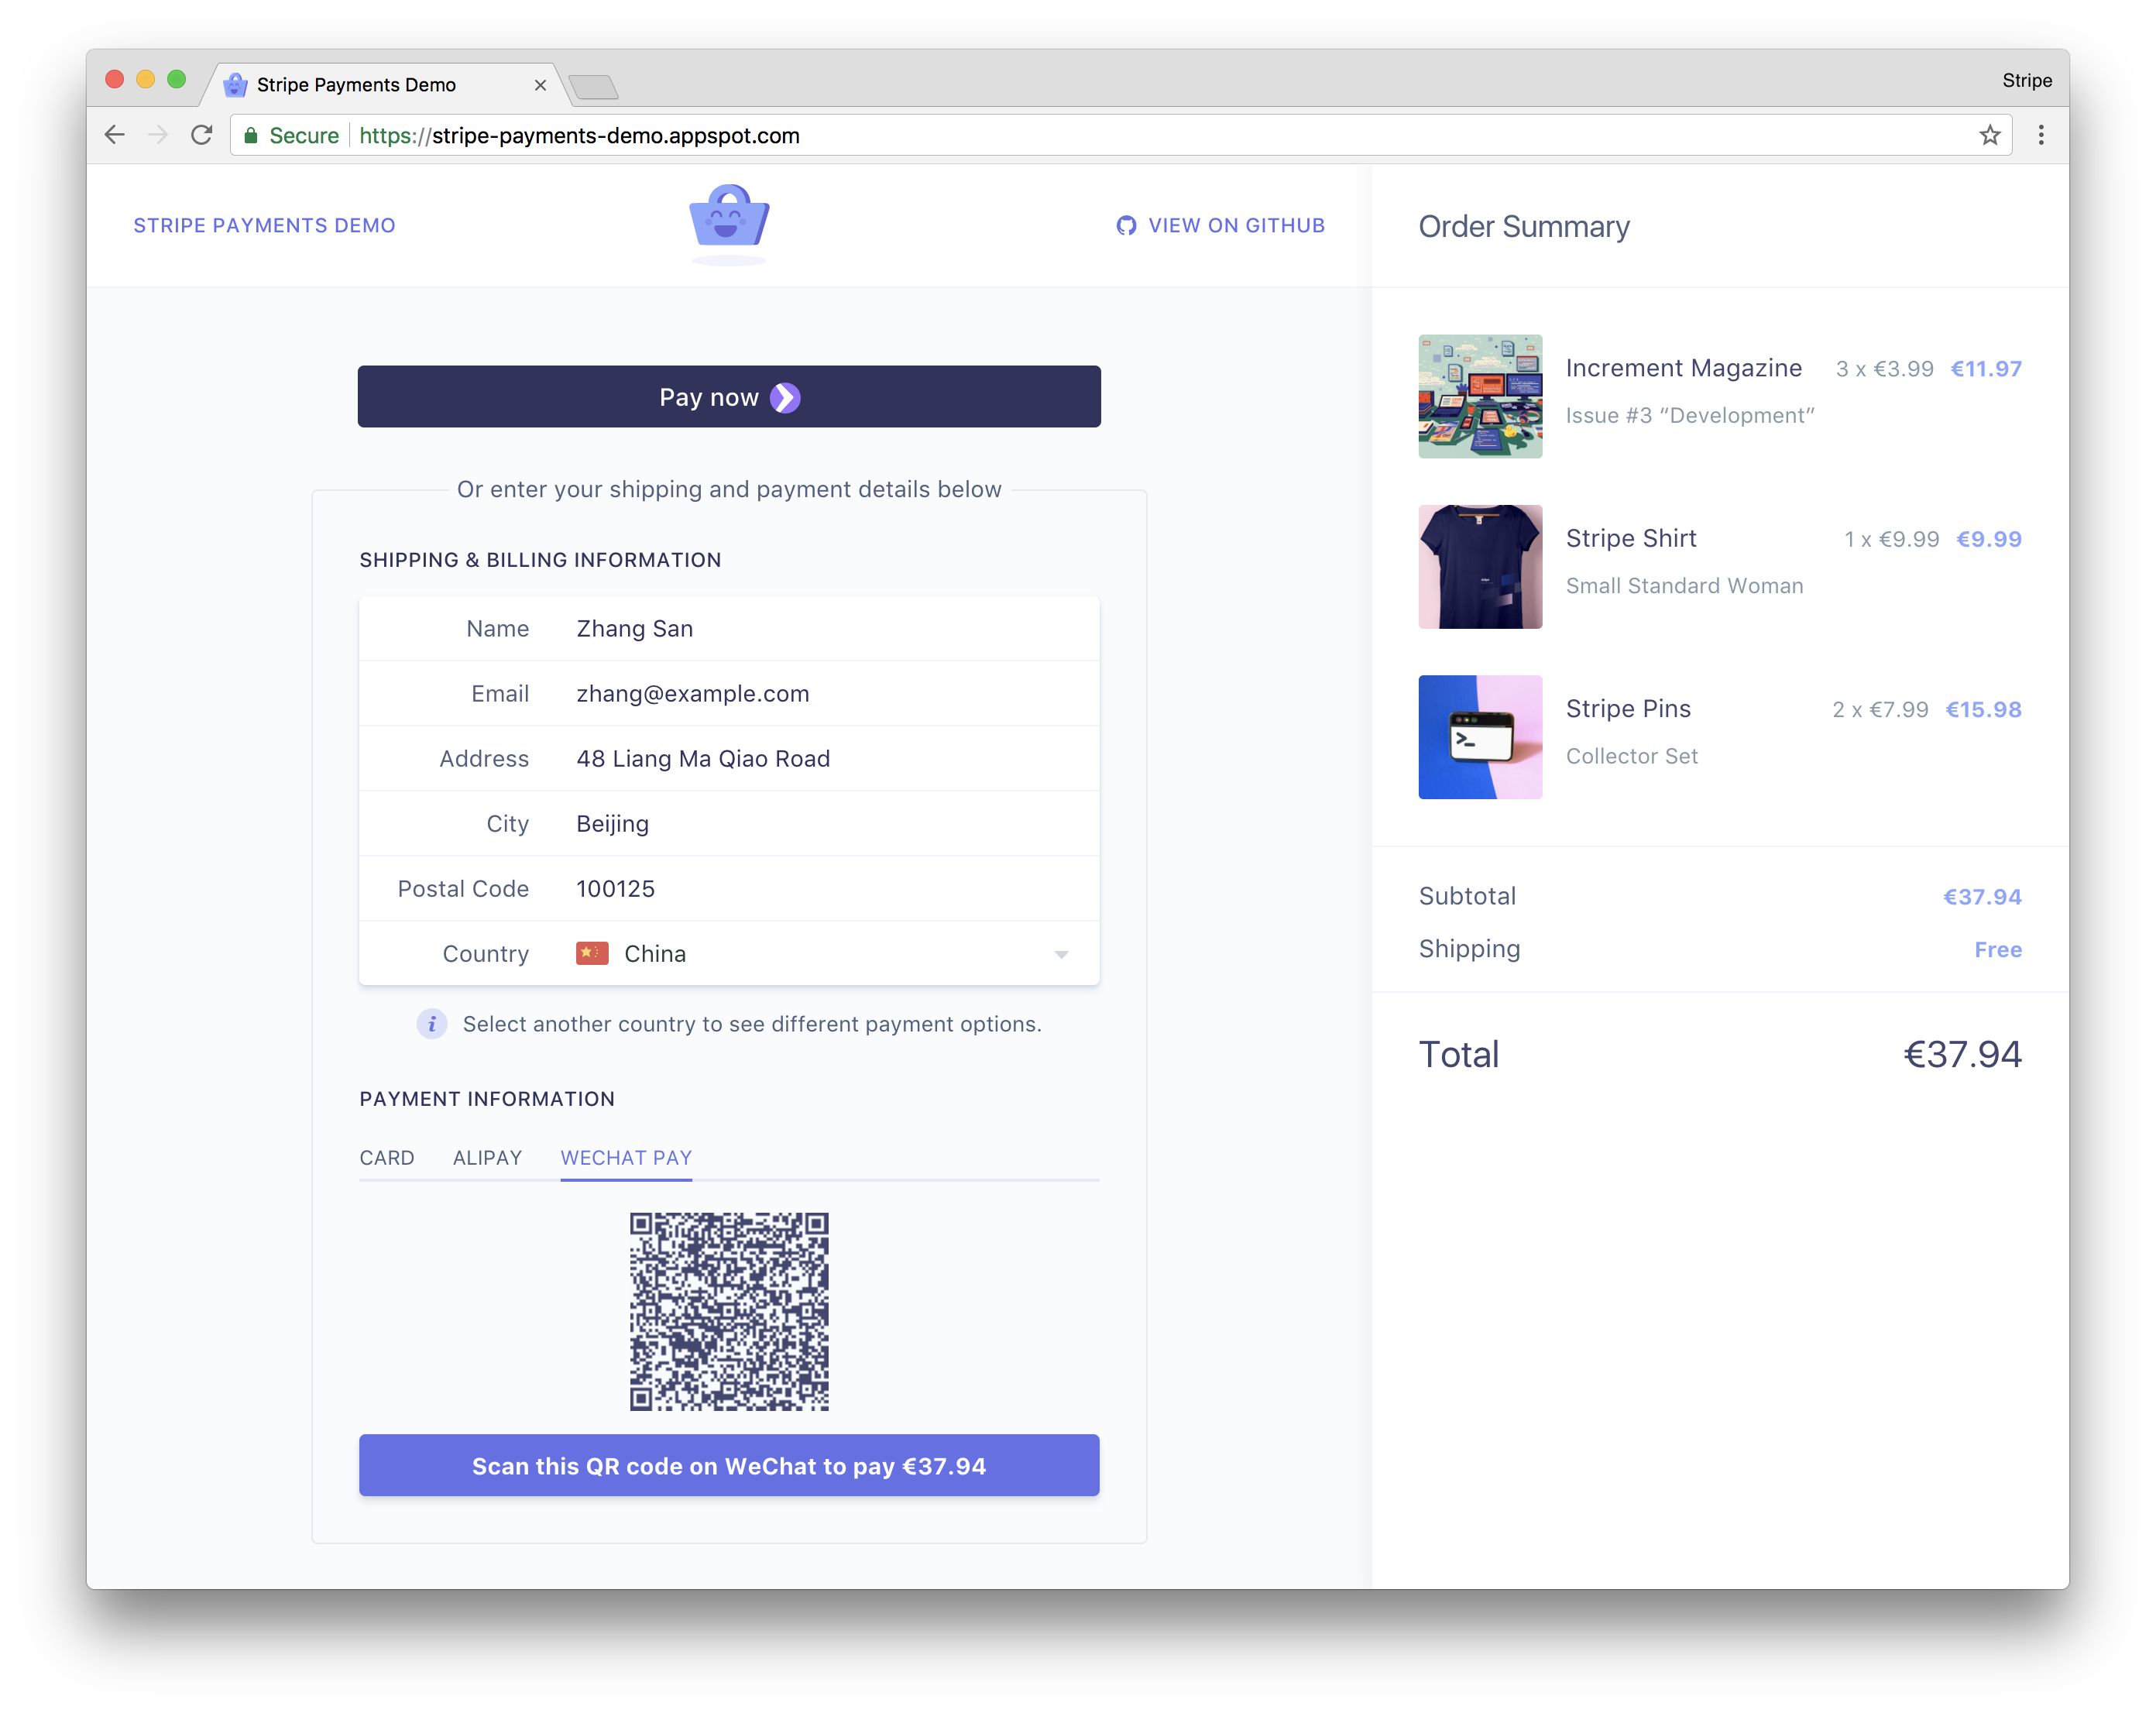 Stripe Payments Demo
Stripe
Secure https://stripe-payments-demo.appspot.com
STRIPE PAYMENTS DEMO
VIEW ON GITHUB
Pay now
Or enter your shipping and payment details below
SHIPPING & BILLING INFORMATION
Name Zhang San
Email zhang@example.com
Address 48 Liang Ma Qiao Road
City Beijing
Postal Code 100125
Country China
i Select another country to see different payment options.
PAYMENT INFORMATION
CARD ALIPAY WECHAT PAY
Scan this QR code on WeChat to pay €37.94
Order Summary
Increment Magazine 3 x €3.99 €11.97
Issue #3 “Development”
Stripe Shirt 1 x €9.99 €9.99
Small Standard Woman
>_
Stripe Pins 2 x €7.99 €15.98
Collector Set
Subtotal €37.94
Shipping Free
Total €37.94